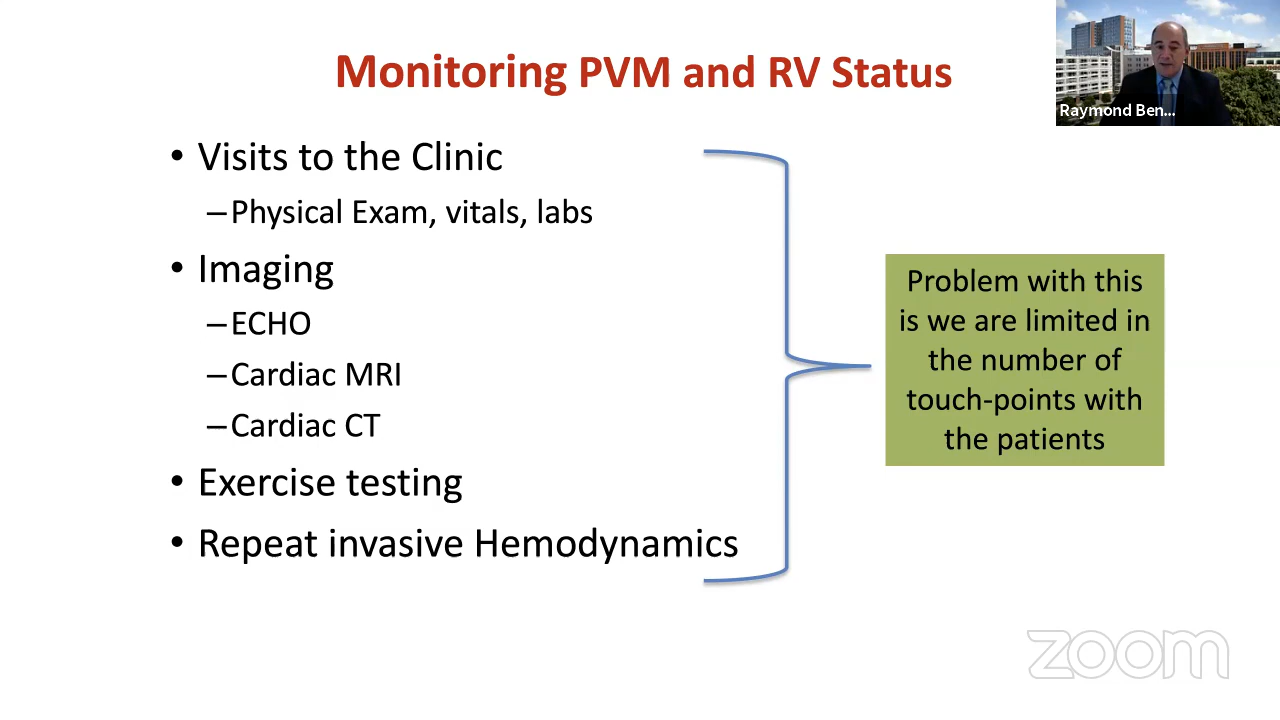 Monitoring PVM and RV Status
Raymond Ben...
• Visits to the Clinic
–Physical Exam, vitals, labs
• Imaging
–ECHO
–Cardiac MRI
–Cardiac CT
• Exercise testing
• Repeat invasive Hemodynamics
Problem with this
is we are limited in
the number of
touch-points with
the patients
zoom